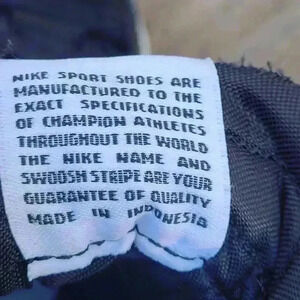 NIKE SPORT SHOES ARE
MANUFACTURED TO THE
EXACT SPECIFICATIONS
OF CHAMPION ATHLETES
THROUGHOUT THE WORLD
THE NIKE NAME AND
SWOOSH STRIPE ARE YOUR
GUARANTEE OF QUALITY
MADE IN INDONESIA